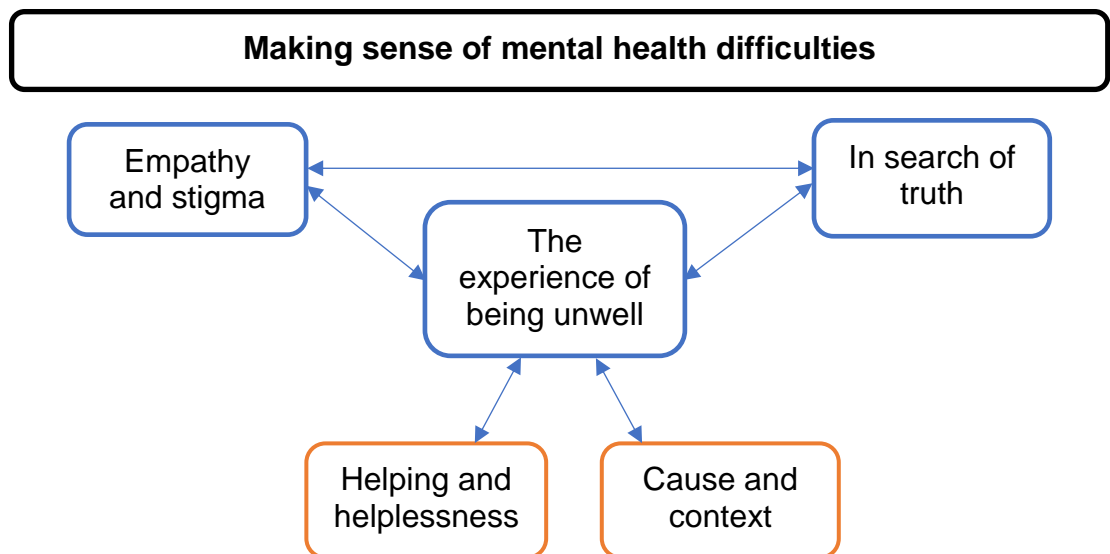 Making sense of mental health difficulties
Empathy
and stigma
In search of
truth
The
experience of
being unwell
Helping and
helplessness
Cause and
context